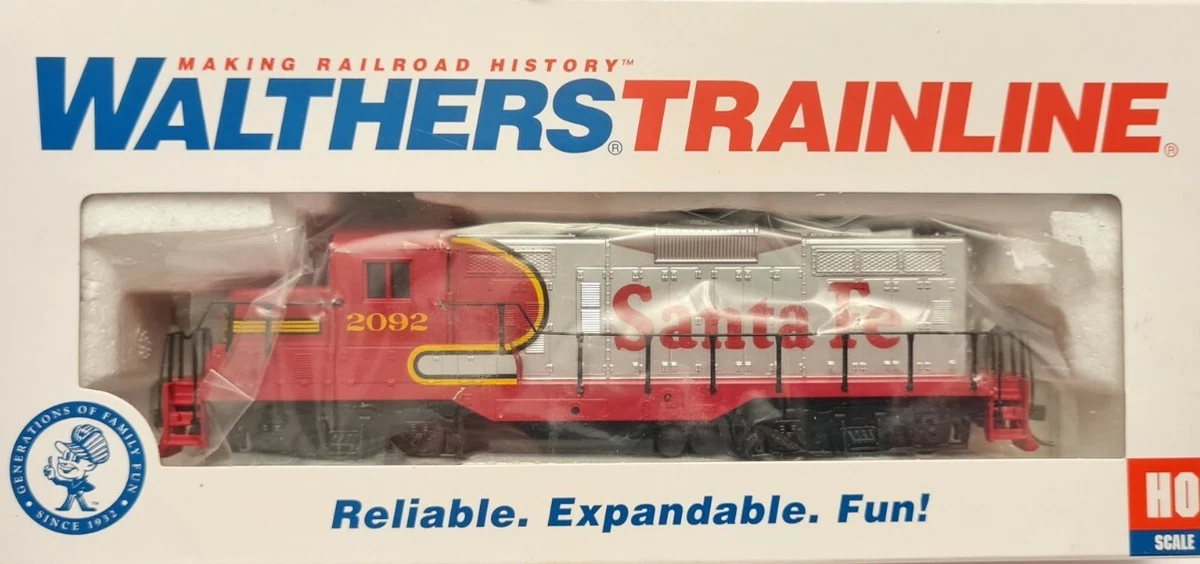 MAKING RAILROAD HISTORY™
WALTHERS®TRAINLINE®
2092
Santa Fe
GENERATIONS OF FAMILY FUN
• SINCE 1932 •
™
Reliable. Expandable. Fun!
HO
SCALE